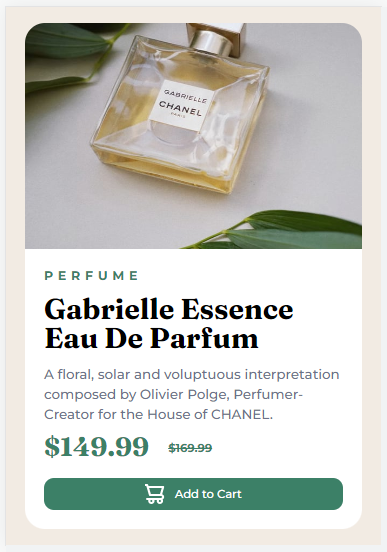 GABRIELLE
CHANEL
PARIS
PERFUME
Gabrielle Essence
Eau De Parfum
A floral, solar and voluptuous interpretation
composed by Olivier Polge, Perfumer-
Creator for the House of CHANEL.
$149.99 $169.99
Add to Cart